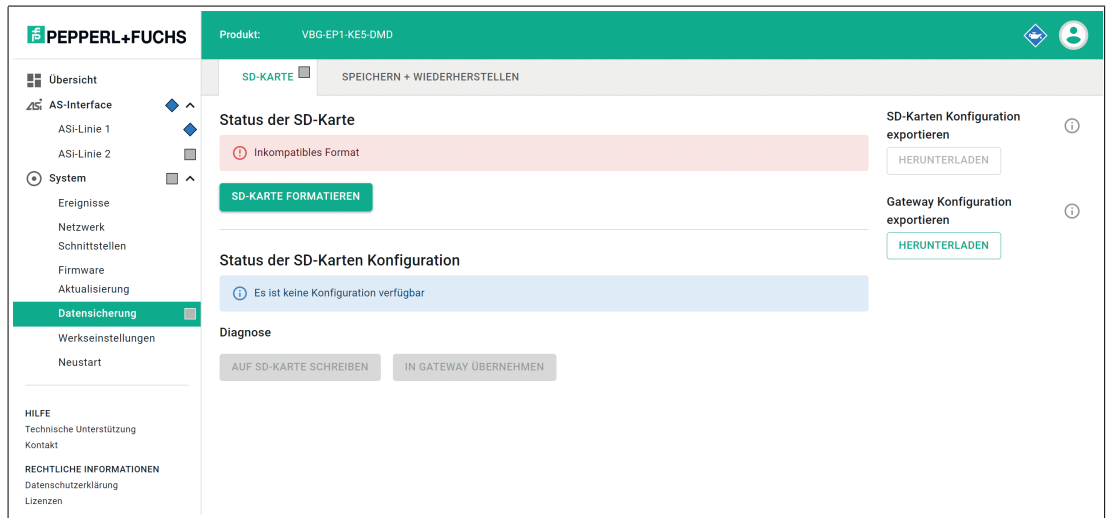 PEPPERL+FUCHS
Produkt: VBG-EP1-KE5-DMD
Übersicht
AS-Interface
ASi-Linie 1
ASi-Linie 2
System
Ereignisse
Netzwerk
Schnittstellen
Firmware
Aktualisierung
Datensicherung
Werkseinstellungen
Neustart
HILFE
Technische Unterstützung
Kontakt
RECHTLICHE INFORMATIONEN
Datenschutzerklärung
Lizenzen
SD-KARTE
SPEICHERN + WIEDERHERSTELLEN
Status der SD-Karte
Inkompatibles Format
SD-KARTE FORMATIEREN
Status der SD-Karten Konfiguration
Es ist keine Konfiguration verfügbar
Diagnose
AUF SD-KARTE SCHREIBEN
IN GATEWAY ÜBERNEHMEN
SD-Karten Konfiguration
exportieren
HERUNTERLADEN
Gateway Konfiguration
exportieren
HERUNTERLADEN